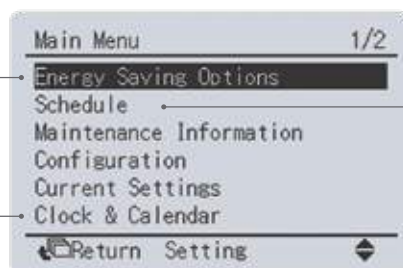 Main Menu 1/2
Energy Saving Options
Schedule
Maintenance Information
Configuration
Current Settings
Clock & Calendar
Return Setting